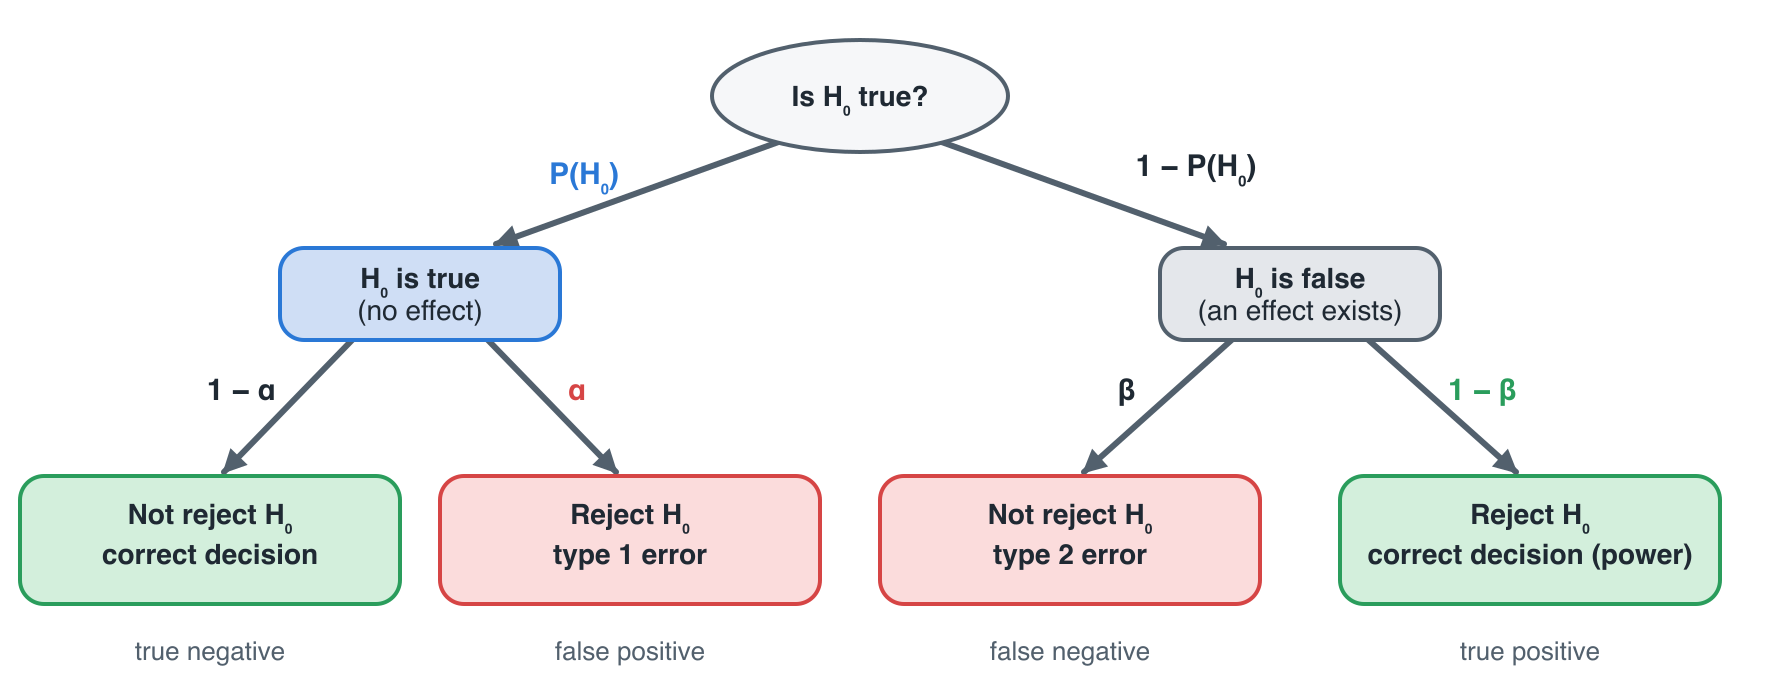 Is H₀ true?
P(H₀)
1 – P(H₀)
H₀ is true
(no effect)
H₀ is false
(an effect exists)
1 – α
α
β
1 – β
Not reject H₀
correct decision
Reject H₀
type 1 error
Not reject H₀
type 2 error
Reject H₀
correct decision (power)
true negative
false positive
false negative
true positive